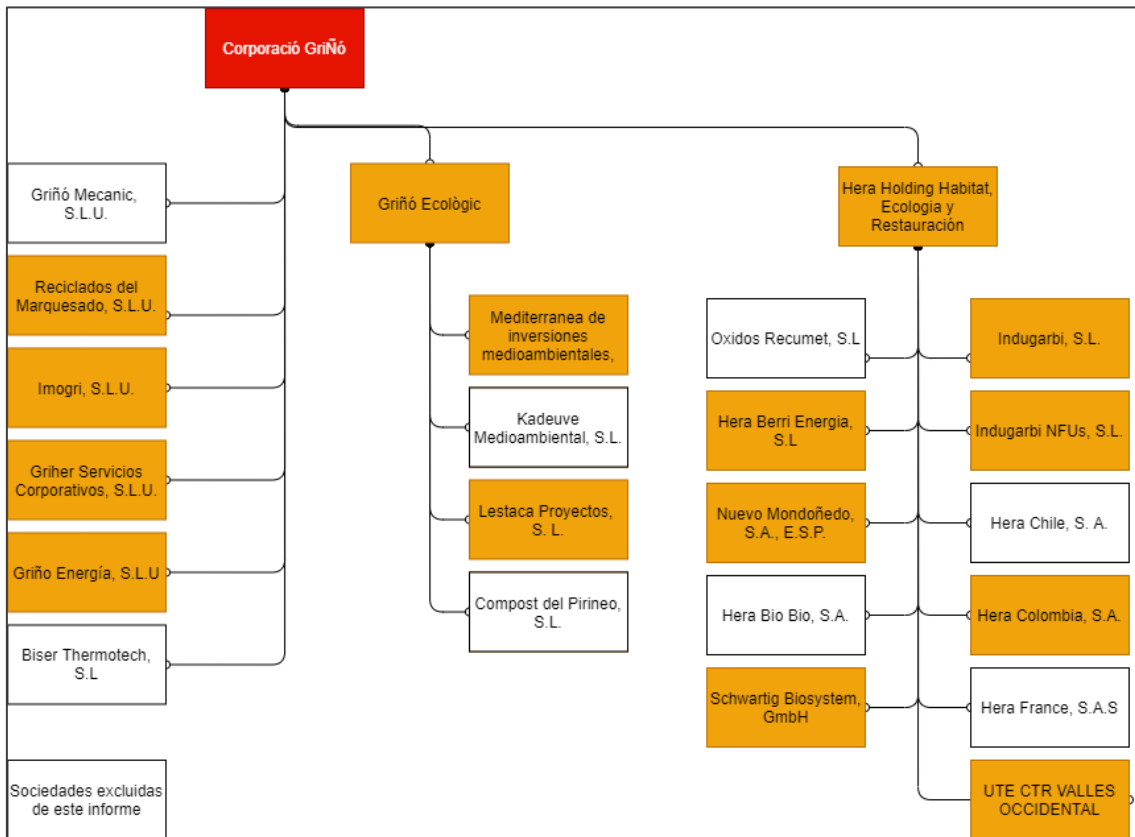 Corporació GriÑó
Griñó Mecanic,
S.L.U.
Reciclados del
Marquesado, S.L.U.
Imogri, S.L.U.
Griher Servicios
Corporativos, S.L.U.
Griño Energía, S.L.U
Biser Thermotech,
S.L
Sociedades excluidas
de este informe
Griñó Ecològic
Mediterranea de
inversiones
medioambientales,
Kadeuve
Medioambiental, S.L.
Lestaca Proyectos,
S. L.
Compost del Pirineo,
S.L.
Hera Holding Habitat,
Ecologia y
Restauración
Oxidos Recumet, S.L
Hera Berri Energia,
S.L
Nuevo Mondoñedo,
S.A., E.S.P.
Hera Bio Bio, S.A.
Schwartig Biosystem,
GmbH
Indugarbi, S.L.
Indugarbi NFUs, S.L.
Hera Chile, S. A.
Hera Colombia, S.A.
Hera France, S.A.S
UTE CTR VALLES
OCCIDENTAL